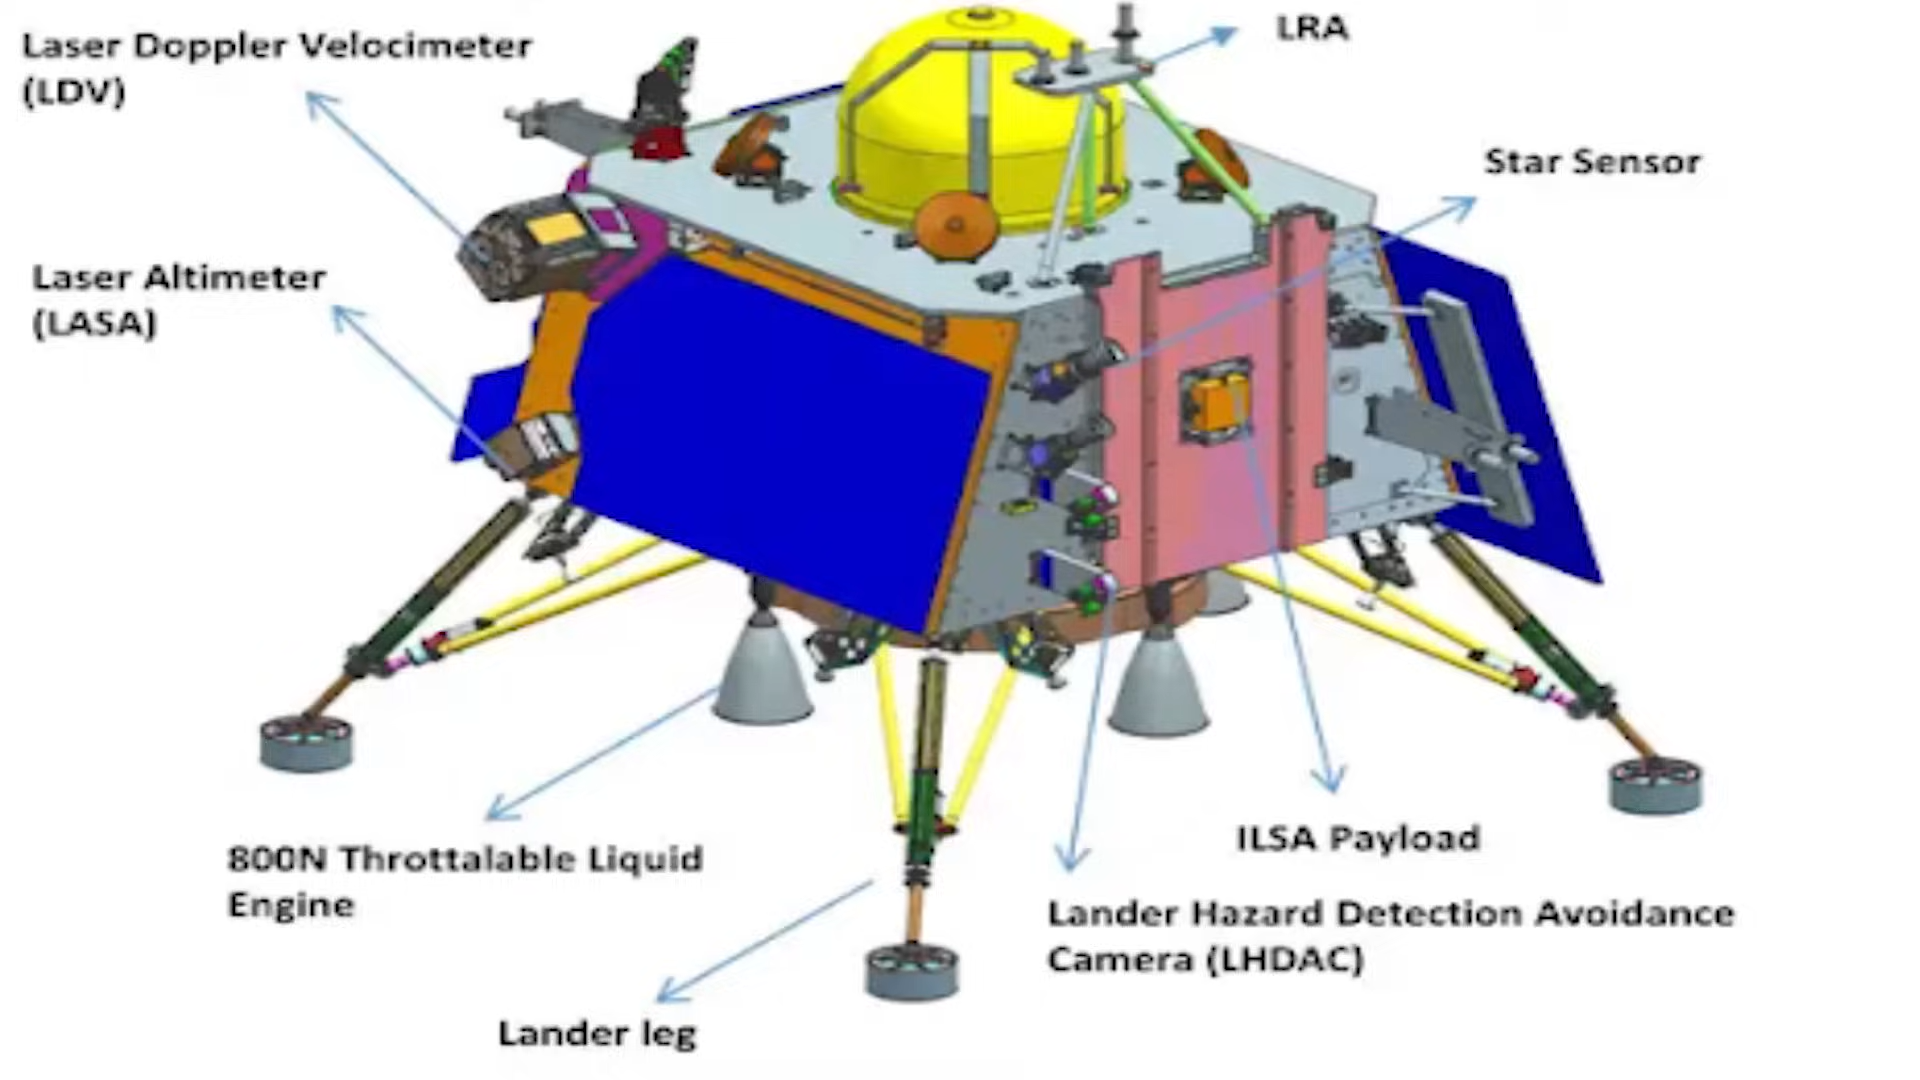 Laser Doppler Velocimeter
(LDV)
LRA
Star Sensor
Laser Altimeter
(LASA)
800N Throttalable Liquid
Engine
ILSA Payload
Lander Hazard Detection Avoidance
Camera (LHDAC)
Lander leg